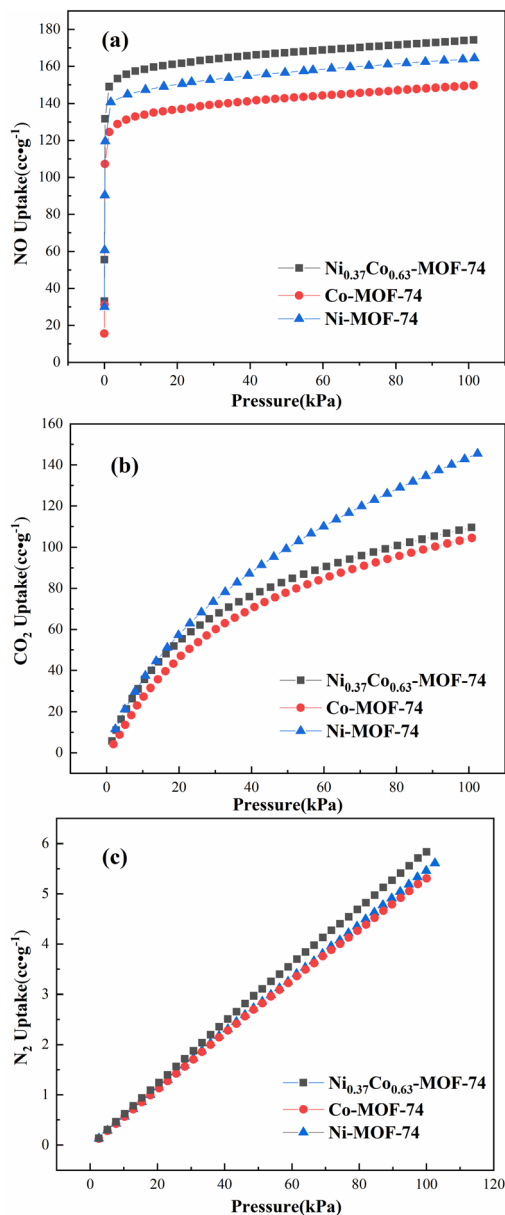 (a)
NO Uptake(cc•g-1)
180
160
140
120
100
80
60
40
20
0
Ni0.37Co0.63-MOF-74
Co-MOF-74
Ni-MOF-74
0 20 40 60 80 100
Pressure(kPa)
(b)
CO2 Uptake(cc•g-1)
160
140
120
100
80
60
40
20
0
Ni0.37Co0.63-MOF-74
Co-MOF-74
Ni-MOF-74
0 20 40 60 80 100
Pressure(kPa)
(c)
N2 Uptake(cc•g-1)
6
5
4
3
2
1
0
Ni0.37Co0.63-MOF-74
Co-MOF-74
Ni-MOF-74
0 20 40 60 80 100 120
Pressure(kPa)